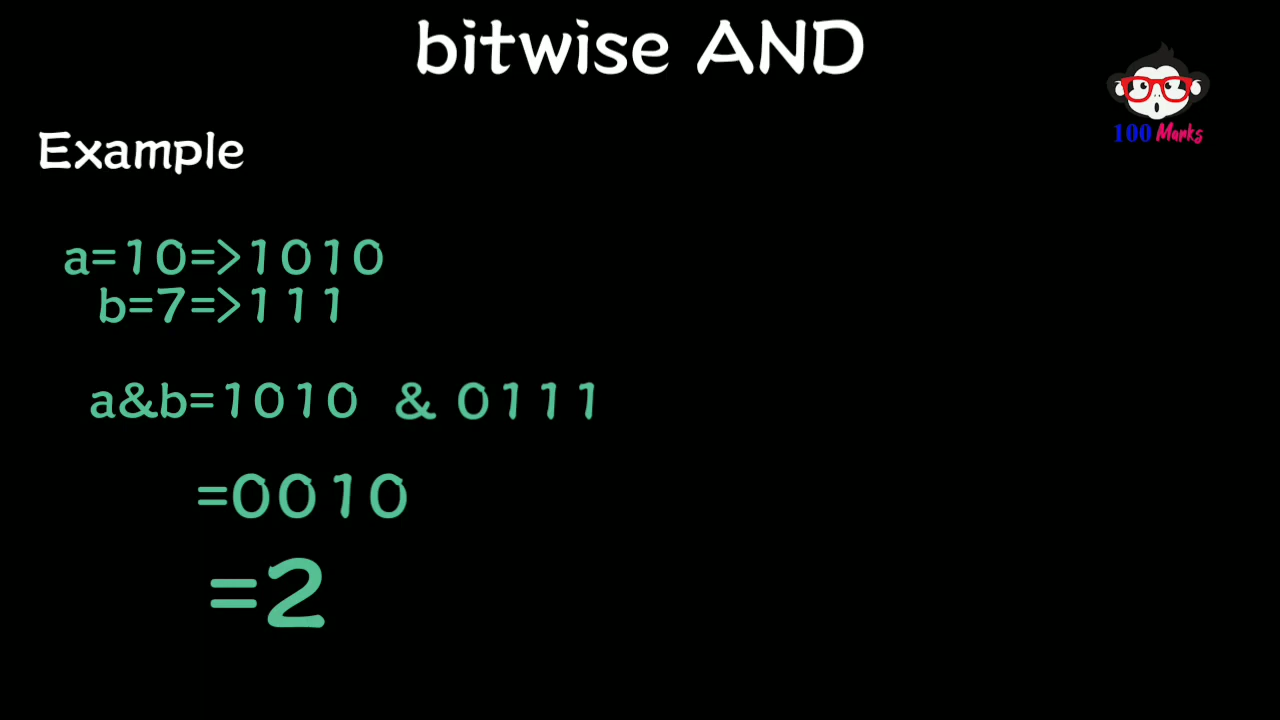 bitwise AND
100 Marks
Example
a=10=>1010
b=7=>111
a&b=1010 & 0111
=0010
=2